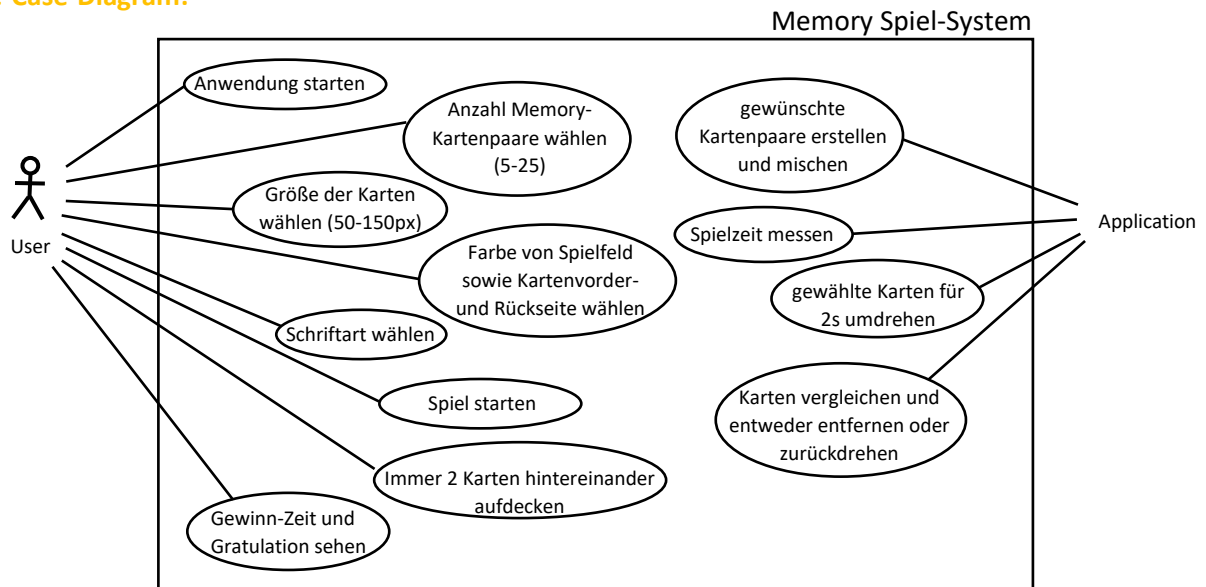 Case Diagram:
Memory Spiel-System
Anwendung starten
Anzahl Memory-
Kartenpaare wählen
(5-25)
gewünschte
Kartenpaare erstellen
und mischen
Größe der Karten
wählen (50-150px)
User
Application
Spielzeit messen
Farbe von Spielfeld
sowie Kartenvorder-
und Rückseite wählen
gewählte Karten für
2s umdrehen
Schriftart wählen
Spiel starten
Karten vergleichen und
entweder entfernen oder
zurückdrehen
Immer 2 Karten hintereinander
aufdecken
Gewinn-Zeit und
Gratulation sehen